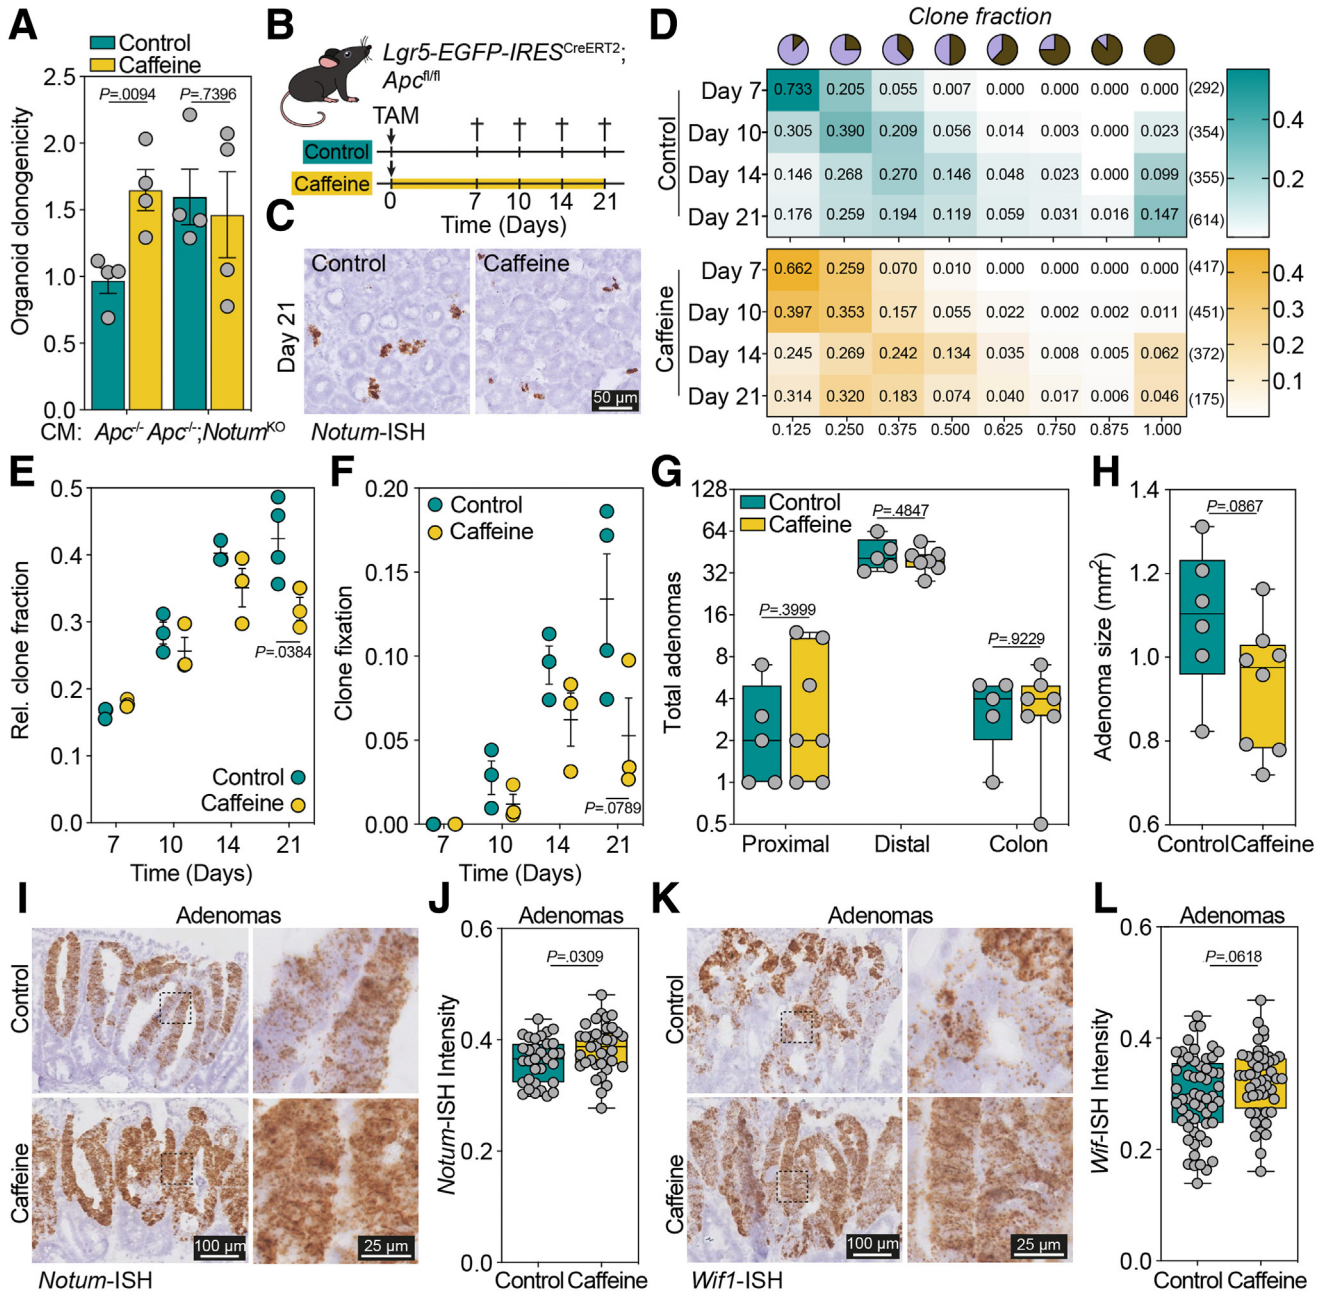 A
Control
Caffeine
P=.0094
P=.7396
Organoid clonogenicity
2.5
2.0
1.5
1.0
0.5
0.0
CM: Apc-/- Apc-/-;NotumKO
B
Lgr5-EGFP-IRESCreERT2;
Apcfl/fl
TAM
Control
Caffeine
0 7 10 14 21
Time (Days)
C
Control
Caffeine
Day 21
50 µm
Notum-ISH
D
Clone fraction
Control
Day 7 0.733 0.205 0.055 0.007 0.000 0.000 0.000 0.000 (292)
Day 10 0.305 0.390 0.209 0.056 0.014 0.003 0.000 0.023 (354)
Day 14 0.146 0.268 0.270 0.146 0.048 0.023 0.000 0.099 (355)
Day 21 0.176 0.259 0.194 0.119 0.059 0.031 0.016 0.147 (614)
0.4
0.2
Caffeine
Day 7 0.662 0.259 0.070 0.010 0.000 0.000 0.000 0.000 (417)
Day 10 0.397 0.353 0.157 0.055 0.022 0.002 0.002 0.011 (451)
Day 14 0.245 0.269 0.242 0.134 0.035 0.008 0.005 0.062 (372)
Day 21 0.314 0.320 0.183 0.074 0.040 0.017 0.006 0.046 (175)
0.125 0.250 0.375 0.500 0.625 0.750 0.875 1.000
0.4
0.3
0.2
0.1
E
Rel. clone fraction
0.5
0.4
0.3
0.2
0.1
0.0
P=.0384
Control
Caffeine
7 10 14 21
Time (Days)
F
Clone fixation
0.20
0.15
0.10
0.05
0.00
Control
Caffeine
P=.0789
7 10 14 21
Time (Days)
G
Total adenomas
128
64
32
16
8
4
2
1
0.5
Control
Caffeine
P=.4847
P=.3999
P=.9229
Proximal Distal Colon
H
Adenoma size (mm2)
1.4
1.2
1.0
0.8
0.6
P=.0867
Control Caffeine
I
Adenomas
Control
Caffeine
100 µm
25 µm
Notum-ISH
J
Adenomas
Notum-ISH Intensity
0.6
0.4
0.2
0.0
P=.0309
Control Caffeine
K
Adenomas
Control
Caffeine
100 µm
25 µm
Wif1-ISH
L
Adenomas
Wif-ISH Intensity
0.6
0.4
0.2
0.0
P=.0618
Control Caffeine